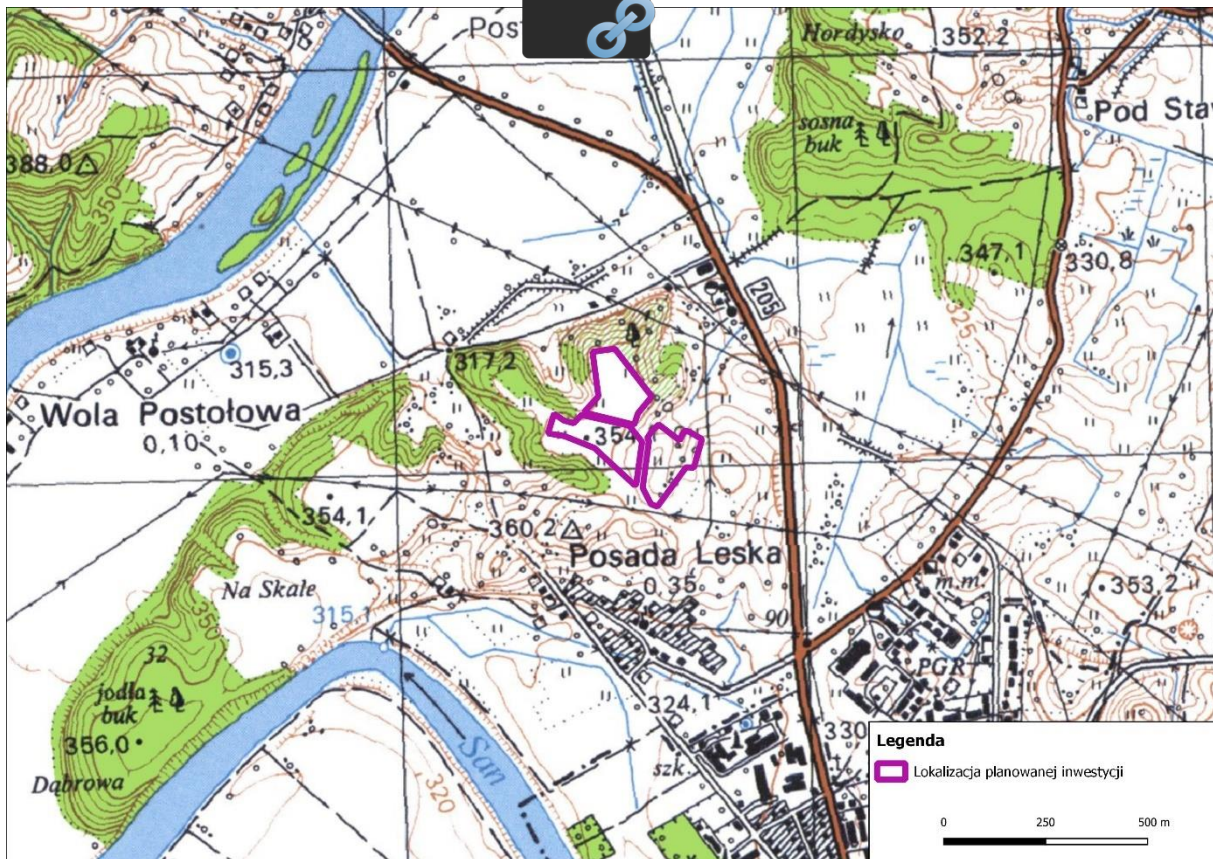 Hordysko
352,2
Pod
sosna
buk
388,0
350
347,1
330,8
205
325
317,2
315,3
Wola Postołowa
0,10
354
354,1
360,2
Posada Leska
0,35
m.m.
353,2
Na Skałe
315,1
350
90
PGR
32
jodła
buk
324,1
356,0
San
330
szk.
Dąbrowa
320
Legenda
Lokalizacja planowanej inwestycji
0 250 500 m